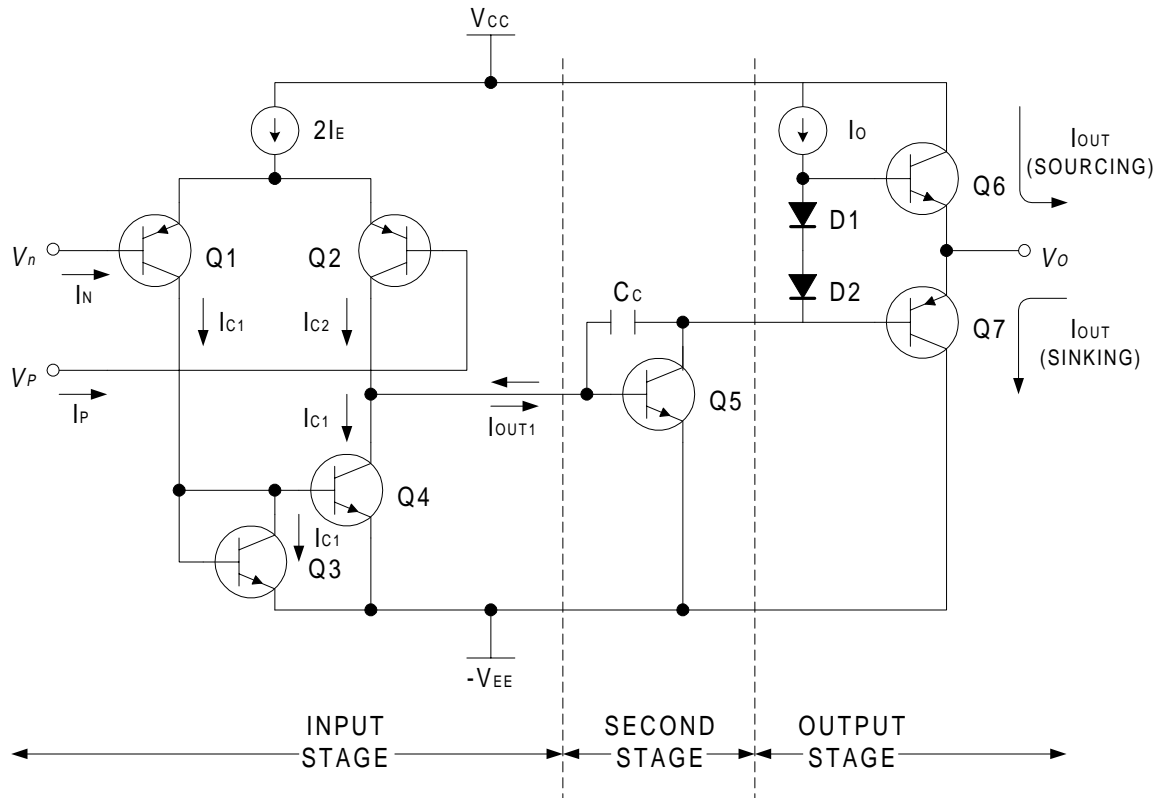 VCC
2IE
IO
IOUT
(SOURCING)
Q6
D1
Vn
Q1
Q2
VO
IN
D2
CC
Q7
IC1
IC2
IOUT
(SINKING)
VP
IP
Q5
IC1
IOUT1
Q4
IC1
Q3
-VEE
INPUT
STAGE
SECOND
STAGE
OUTPUT
STAGE